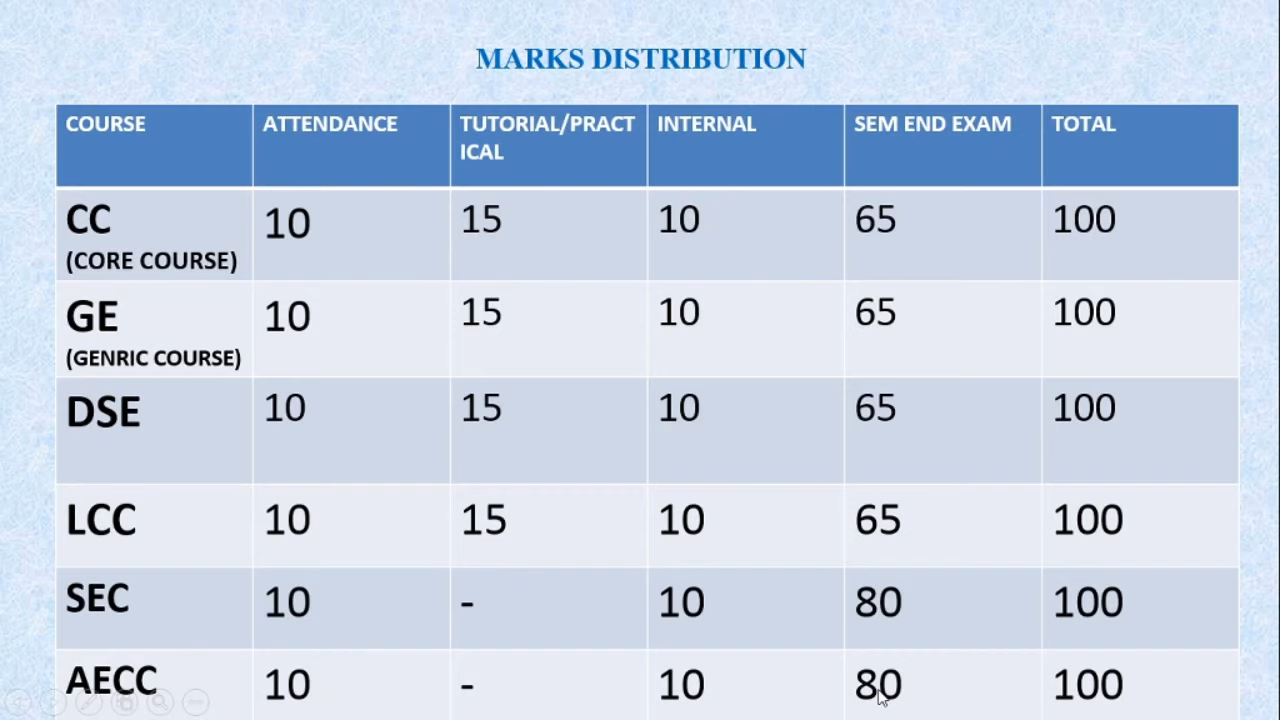 MARKS DISTRIBUTION
COURSE ATTENDANCE TUTORIAL/PRACT INTERNAL SEM END EXAM TOTAL
ICAL
CC 10 15 10 65 100
(CORE COURSE)
GE 10 15 10 65 100
(GENRIC COURSE)
DSE 10 15 10 65 100
LCC 10 15 10 65 100
SEC 10 - 10 80 100
AECC 10 - 10 80 100